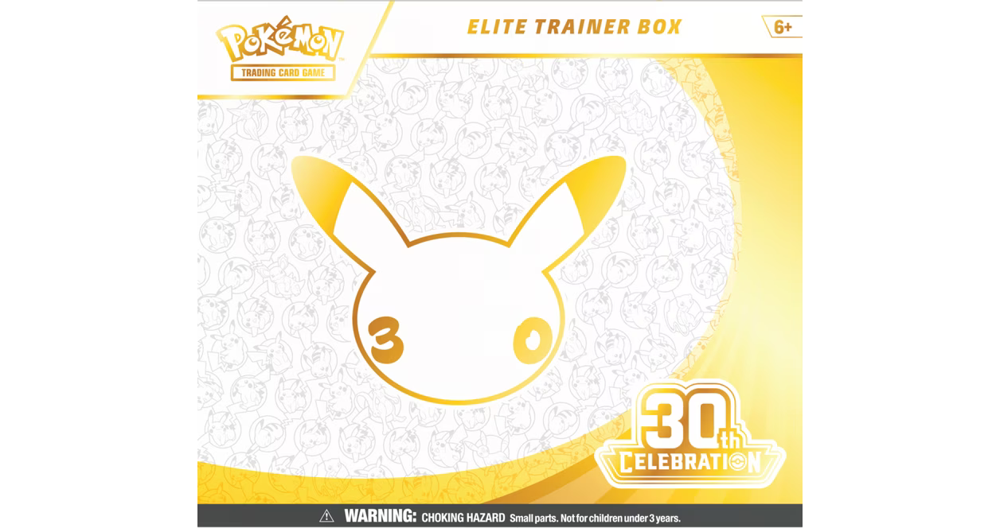 POKéMON
TRADING CARD GAME
ELITE TRAINER BOX
6+
3 0
30th
CELEBRATION
WARNING: CHOKING HAZARD Small parts. Not for children under 3 years.